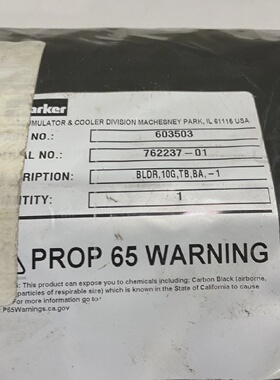 arker
UMULATOR & COOLER DIVISION MACHESNEY PARK, IL 61115 USA
NO.: 603503
AL NO.: 762237-01
RIPTION: BLDR,10G,TB,BA,-1
TITY: 1
PROP 65 WARNING
: This product can expose you to chemicals including: Carbon Black (airborne,
particles of respirable size) which is known in the State of California to cause
For more information go to
P65Warnings.ca.gov